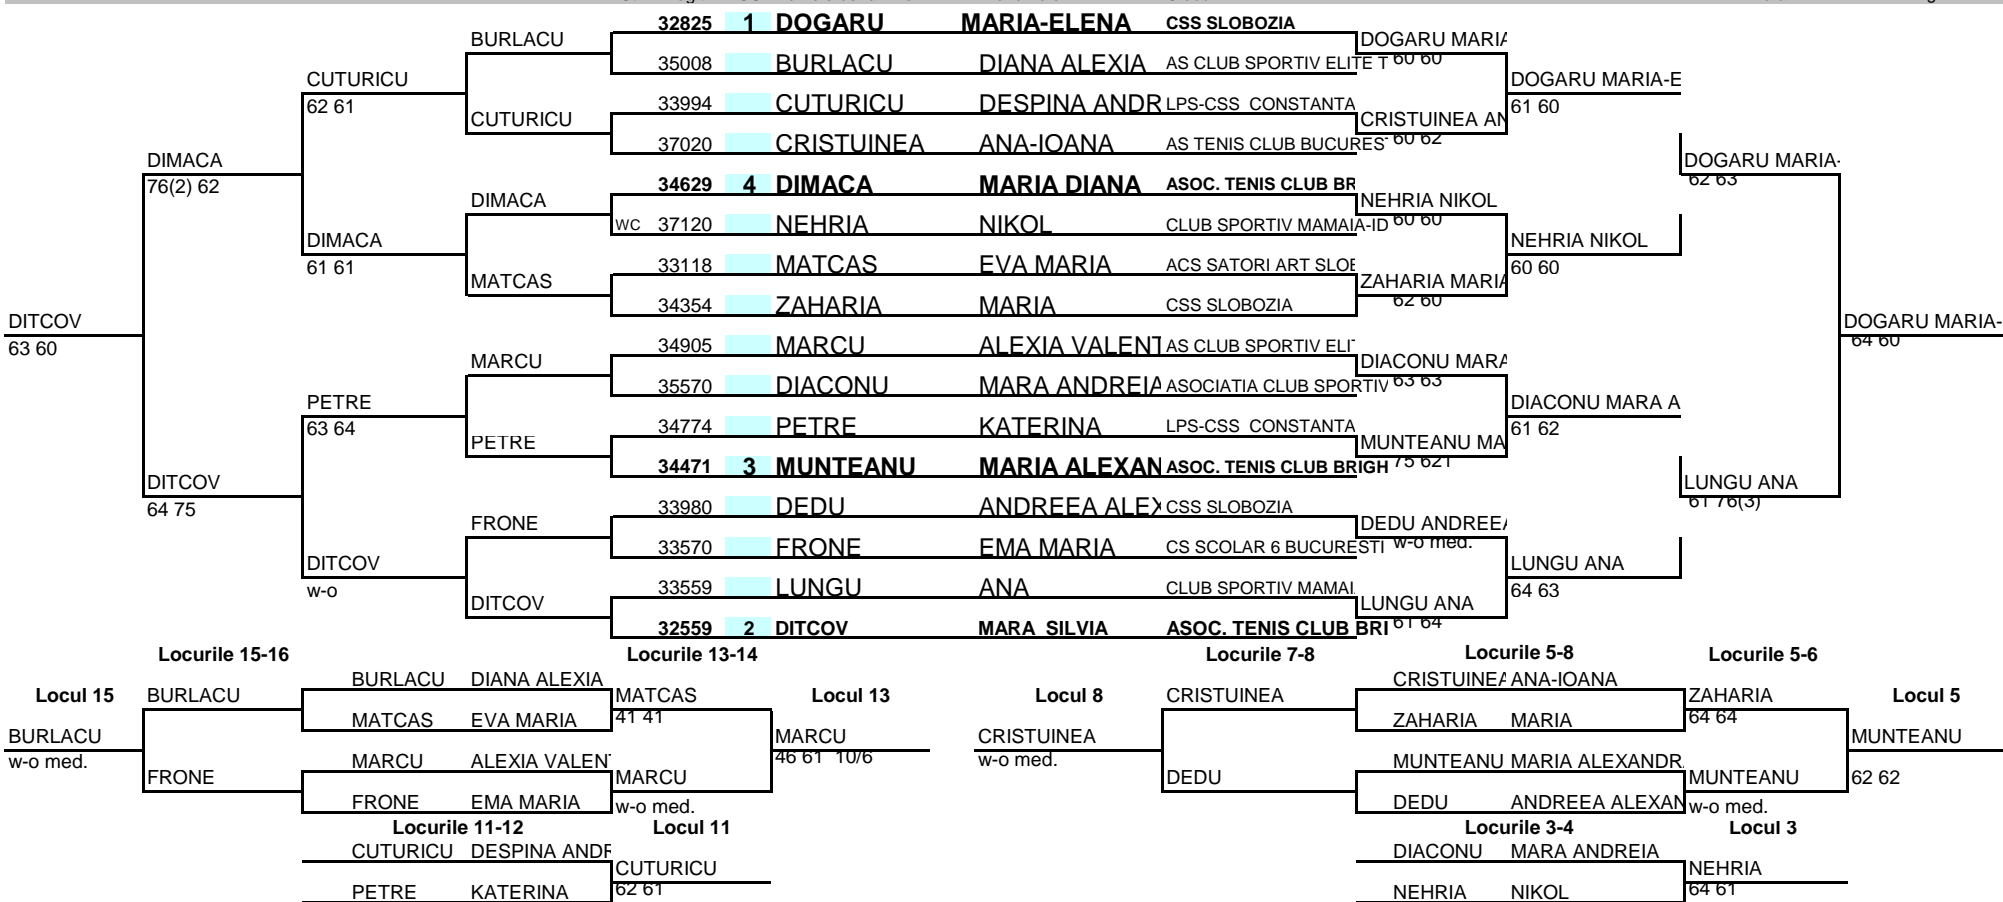 32825 1 DOGARU MARIA-ELENA CSS SLOBOZIA
BURLACU DOGARU MARIA
35008 BURLACU DIANA ALEXIA AS CLUB SPORTIV ELITE T 60 60
CUTURICU DOGARU MARIA-E
62 61 33994 CUTURICU DESPINA ANDR LPS-CSS CONSTANTA 61 60
CUTURICU CRISTUINEA AN
37020 CRISTUINEA ANA-IOANA AS TENIS CLUB BUCURES 60 62
DIMACA DOGARU MARIA-
76(2) 62 34629 4 DIMACA MARIA DIANA ASOC. TENIS CLUB BR 62 63
DIMACA NEHRIA NIKOL
WC 37120 NEHRIA NIKOL CLUB SPORTIV MAMAIA-ID 60 60
DIMACA NEHRIA NIKOL
61 61 33118 MATCAS EVA MARIA ACS SATORI ART SLOB 60 60
MATCAS ZAHARIA MARIA
34354 ZAHARIA MARIA CSS SLOBOZIA 62 60
DITCOV DOGARU MARIA-
63 60 34905 MARCU ALEXIA VALENT AS CLUB SPORTIV ELIT 64 60
MARCU DIACONU MARA
35570 DIACONU MARA ANDREIA ASOCIATIA CLUB SPORTIV 63 63
PETRE DIACONU MARA A
63 64 34774 PETRE KATERINA LPS-CSS CONSTANTA 61 62
PETRE MUNTEANU MA
34471 3 MUNTEANU MARIA ALEXAN ASOC. TENIS CLUB BRIGH 75 621
DITCOV LUNGU ANA
64 75 33980 DEDU ANDREEA ALEX CSS SLOBOZIA 61 76(3)
FRONE DEDU ANDREEA
33570 FRONE EMA MARIA CS SCOLAR 6 BUCURESTI w-o med.
DITCOV LUNGU ANA
w-o 33559 LUNGU ANA CLUB SPORTIV MAMAI 64 63
DITCOV LUNGU ANA
32559 2 DITCOV MARA SILVIA ASOC. TENIS CLUB BRI 61 64
Locurile 15-16 Locurile 13-14 Locurile 7-8 Locurile 5-8 Locurile 5-6
BURLACU DIANA ALEXIA CRISTUINEA ANA-IOANA
Locul 15 BURLACU MATCAS Locul 13 Locul 8 CRISTUINEA ZAHARIA Locul 5
MATCAS EVA MARIA 41 41 ZAHARIA MARIA 64 64
BURLACU MARCU CRISTUINEA MUNTEANU
w-o med. MARCU ALEXIA VALEN 46 61 10/6 w-o med. MUNTEANU MARIA ALEXANDR
FRONE MARCU DEDU MUNTEANU 62 62
FRONE EMA MARIA w-o med. DEDU ANDREEA ALEXAN w-o med.
Locurile 11-12 Locul 11 Locurile 3-4 Locul 3
CUTURICU DESPINA ANDR DIACONU MARA ANDREIA
CUTURICU NEHRIA
PETRE KATERINA 62 61 NEHRIA NIKOL 64 61